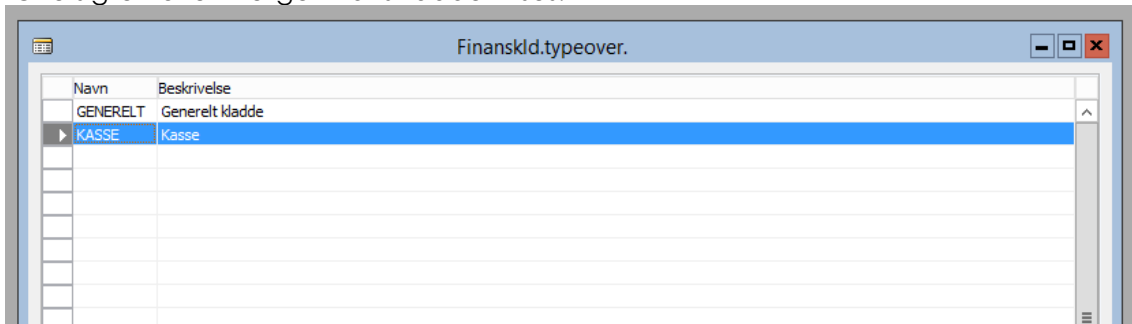 Finanskld.typeover.
Navn Beskrivelse
GENERELT Generelt kladde
KASSE Kasse